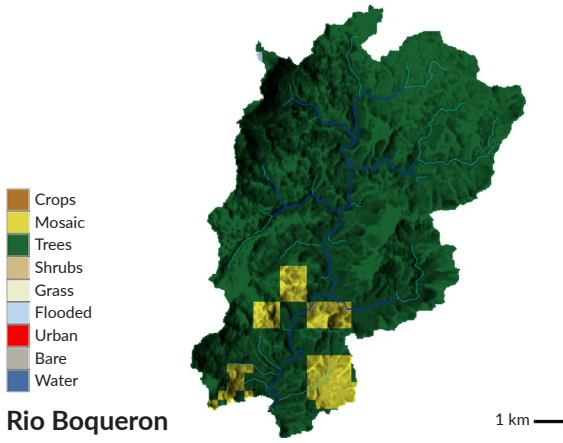 Crops
Mosaic
Trees
Shrubs
Grass
Flooded
Urban
Bare
Water
Rio Boqueron
1 km